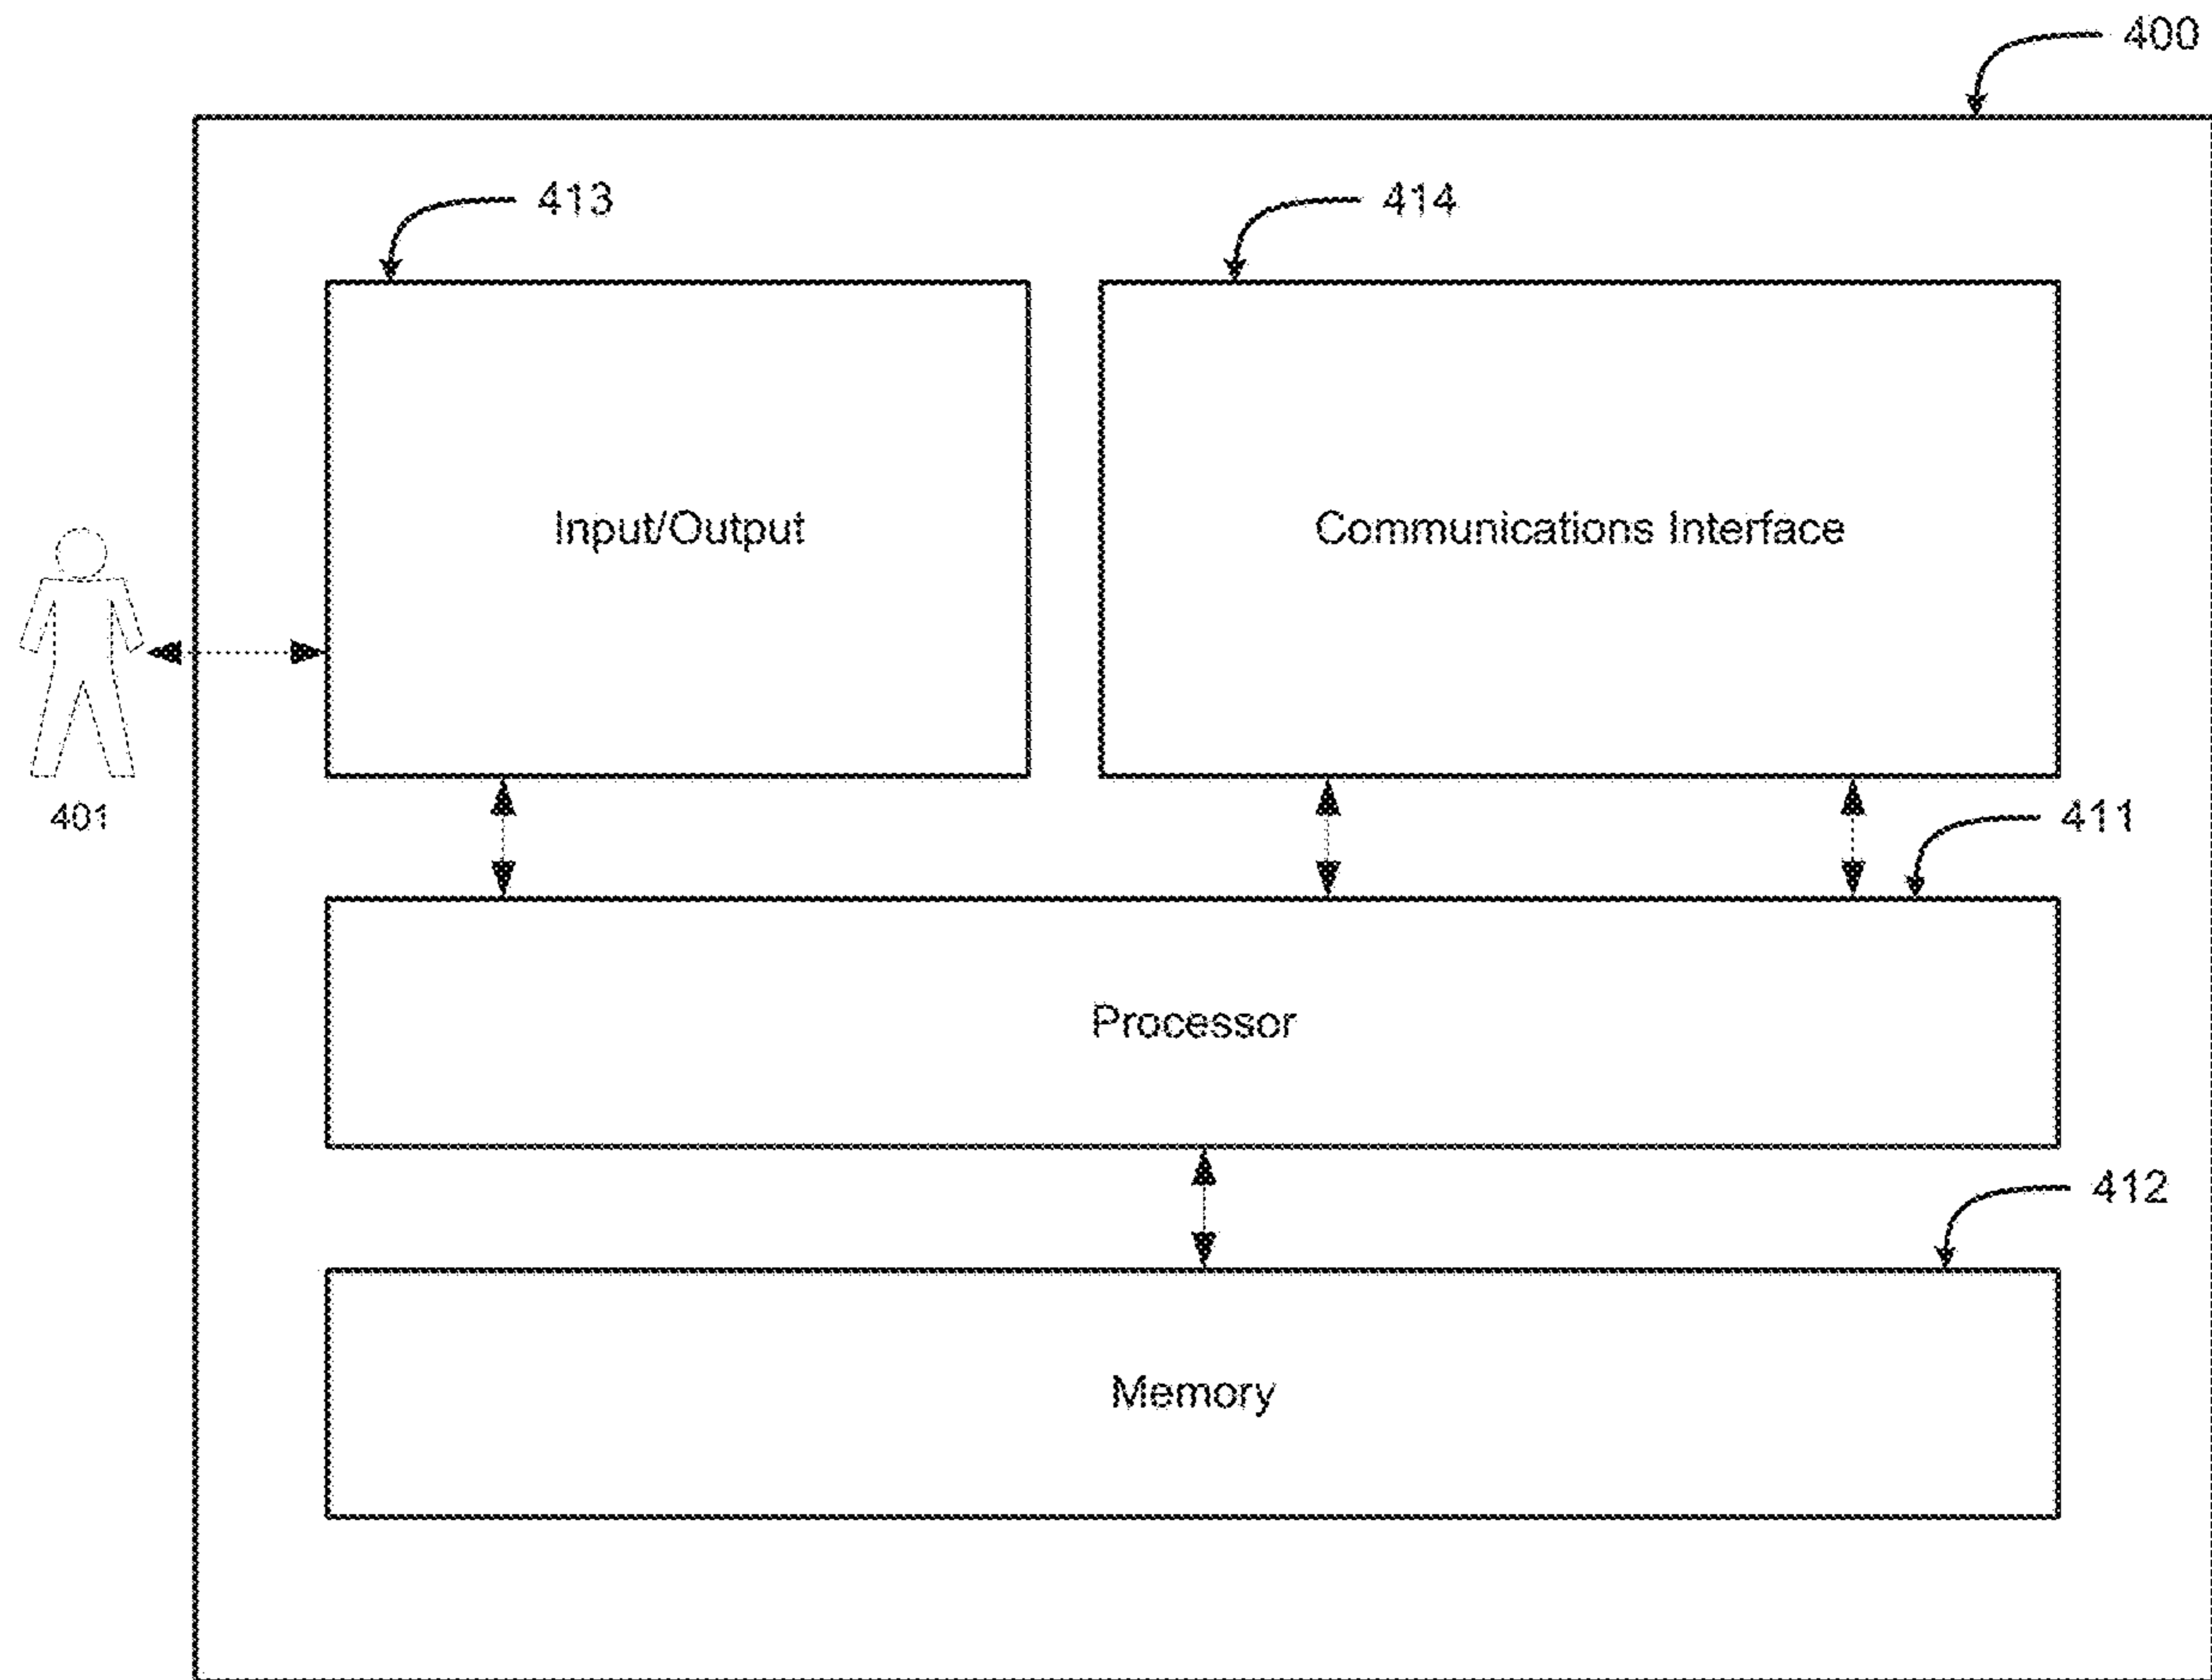 400
413
414
Input/Output
Communications Interface
401
411
Processor
412
Memory